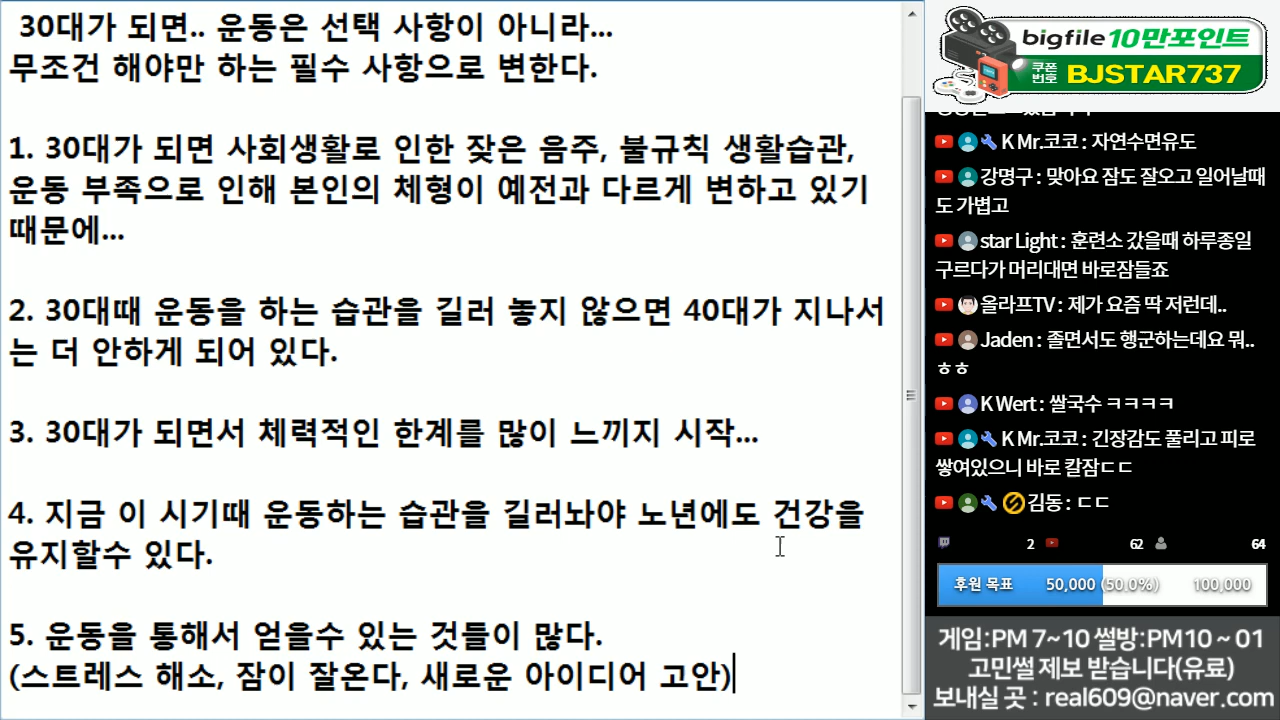 30대가 되면.. 운동은 선택 사항이 아니라...
무조건 해야만 하는 필수 사항으로 변한다.
1. 30대가 되면 사회생활로 인한 잦은 음주, 불규칙 생활습관,
운동 부족으로 인해 본인의 체형이 예전과 다르게 변하고 있기
때문에...
2. 30대때 운동을 하는 습관을 길러 놓지 않으면 40대가 지나서
는 더 안하게 되어 있다.
3. 30대가 되면서 체력적인 한계를 많이 느끼지 시작...
4. 지금 이 시기때 운동하는 습관을 길러놔야 노년에도 건강을
유지할수 있다.
5. 운동을 통해서 얻을수 있는 것들이 많다.
(스트레스 해소, 잠이 잘온다, 새로운 아이디어 고안)
bigfile 10만포인트
쿠폰
번호 BJSTAR737
K Mr.코코 : 자연수면유도
강명구 : 맞아요 잠도 잘오고 일어날때
도 가볍고
star Light : 훈련소 갔을때 하루종일
구르다가 머리대면 바로잠들죠
올라프TV : 제가 요즘 딱 저런데..
Jaden : 졸면서도 행군하는데요 뭐..
ㅎㅎ
K Wert : 쌀국수 ㅋㅋㅋㅋ
K Mr.코코 : 긴장감도 풀리고 피로
쌓여있으니 바로 칼잠ㄷㄷ
김동 : ㄷㄷ
2 62 64
후원 목표 50,000 (50.0%) 100,000
게임:PM 7~10 썰방:PM10 ~ 01
고민썰 제보 받습니다(유료)
보내실 곳 : real609@naver.com